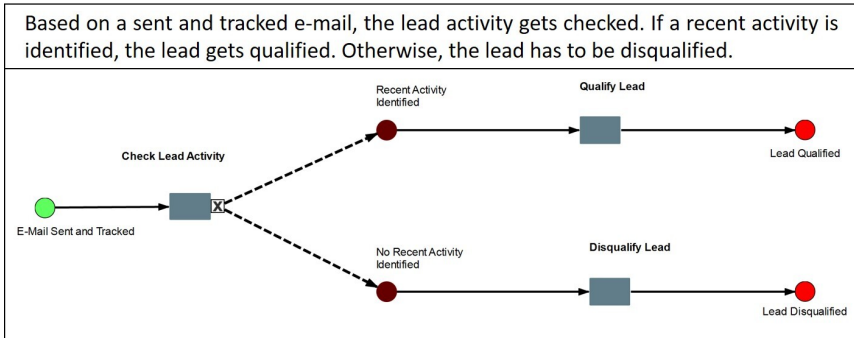 Based on a sent and tracked e-mail, the lead activity gets checked. If a recent activity is
identified, the lead gets qualified. Otherwise, the lead has to be disqualified.
Recent Activity
Identified
Qualify Lead
Lead Qualified
Check Lead Activity
X
E-Mail Sent and Tracked
No Recent Activity
Identified
Disqualify Lead
Lead Disqualified